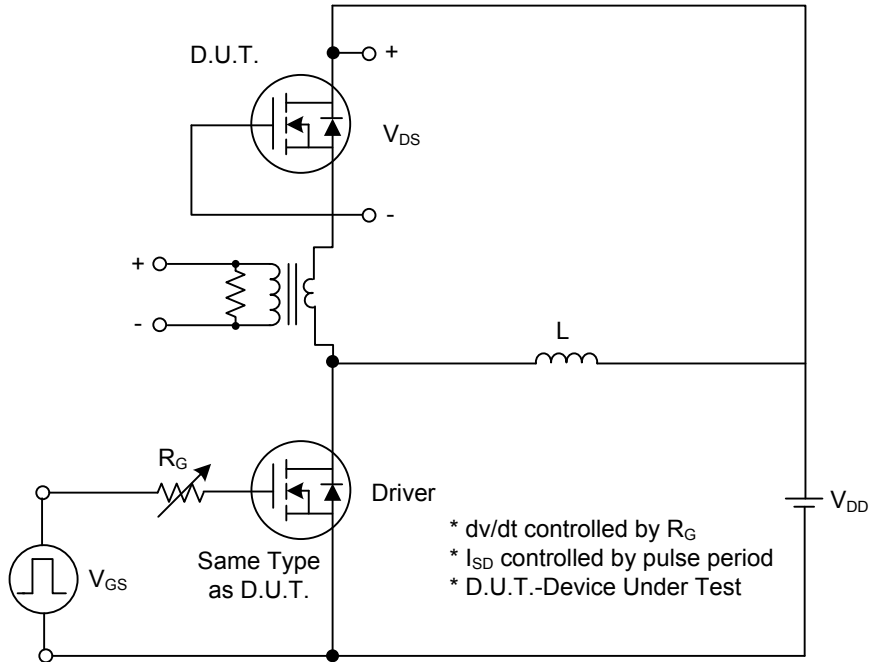 D.U.T.
+
V_DS
-
+
-
L
R_G
Driver
V_GS
Same Type
as D.U.T.
V_DD
* dv/dt controlled by R_G
* I_SD controlled by pulse period
* D.U.T.-Device Under Test